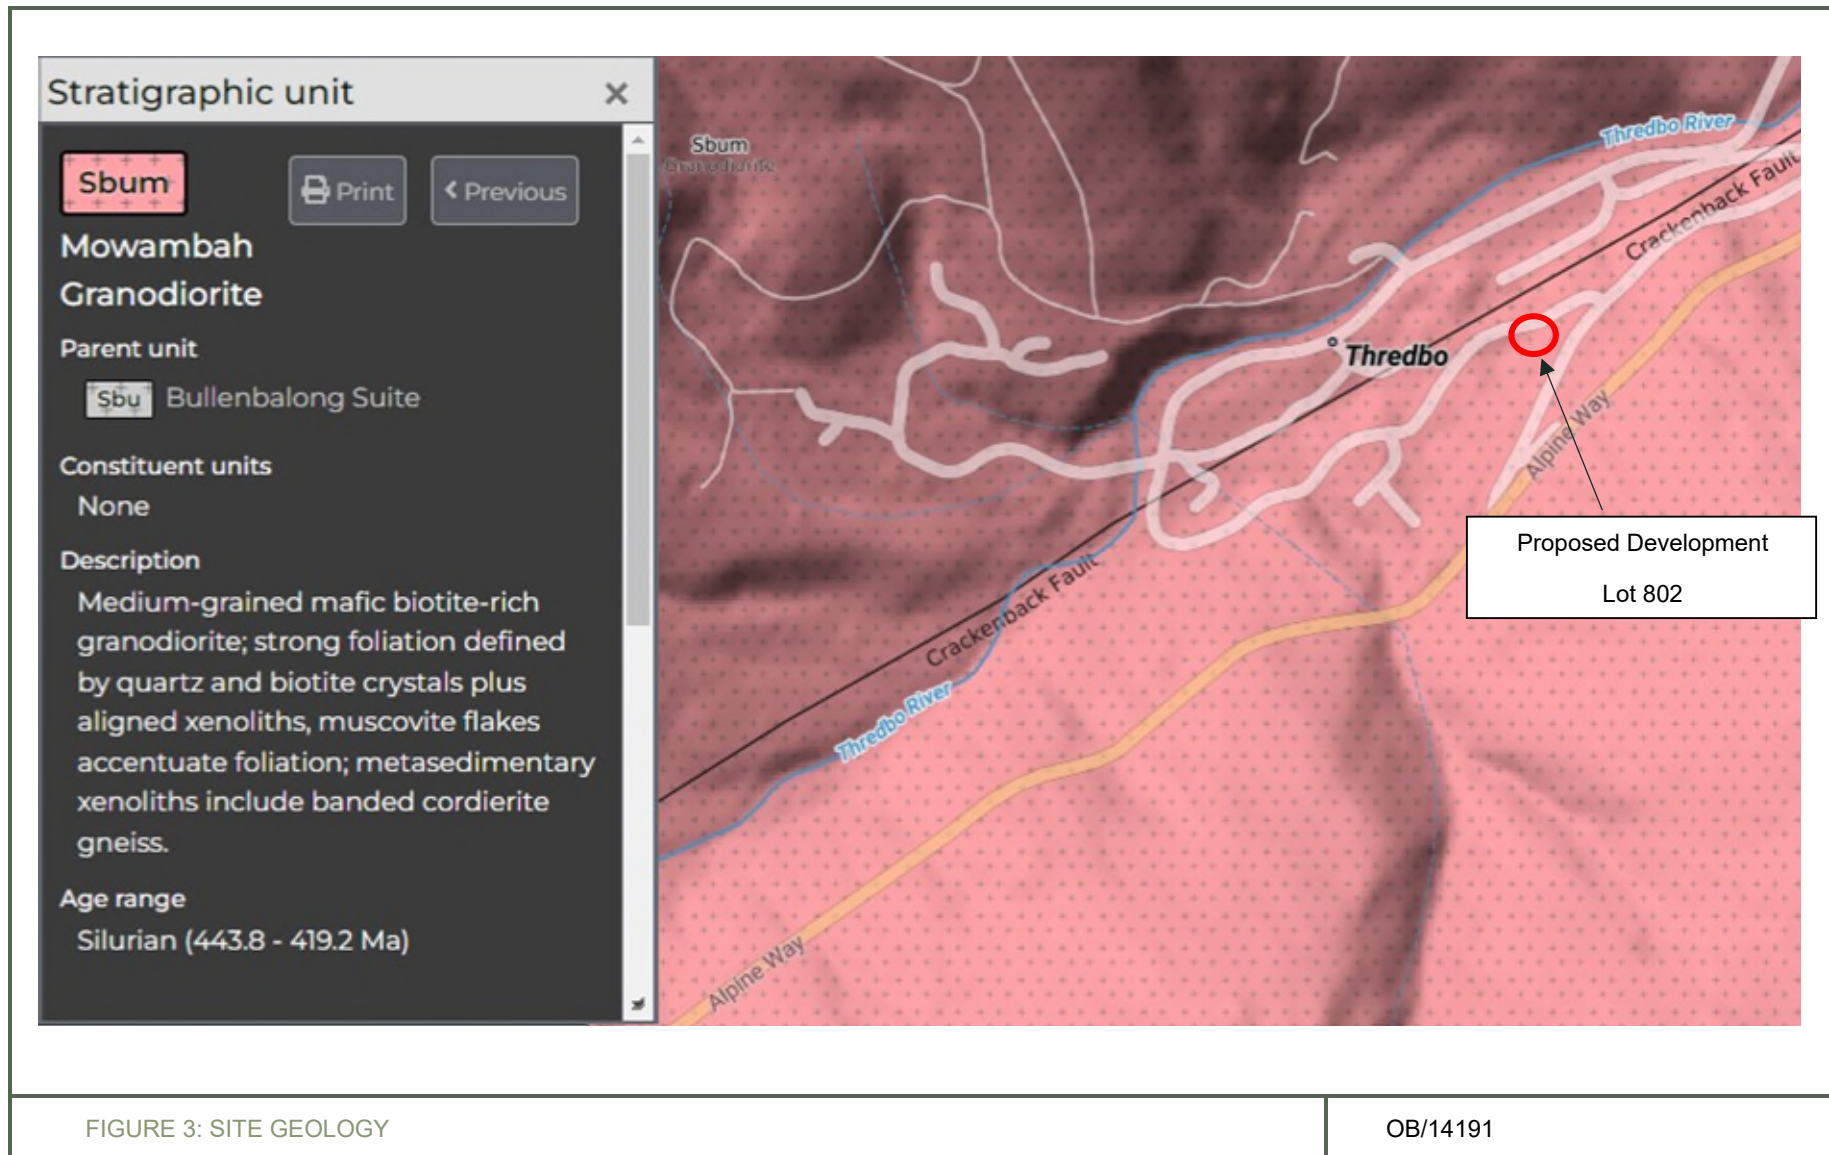 Stratigraphic unit ×
Sbum
Print
Previous
Mowambah
Granodiorite
Parent unit
Sbu Bullenbalong Suite
Constituent units
None
Description
Medium-grained mafic biotite-rich
granodiorite; strong foliation defined
by quartz and biotite crystals plus
aligned xenoliths, muscovite flakes
accentuate foliation; metasedimentary
xenoliths include banded cordierite
gneiss.
Age range
Silurian (443.8 - 419.2 Ma)
Sbum
Granodiorite
Thredbo River
Crackenback Fault
Thredbo
Alpine Way
Proposed Development
Lot 802
Crackenback Fault
Thredbo River
Alpine Way
FIGURE 3: SITE GEOLOGY
OB/14191